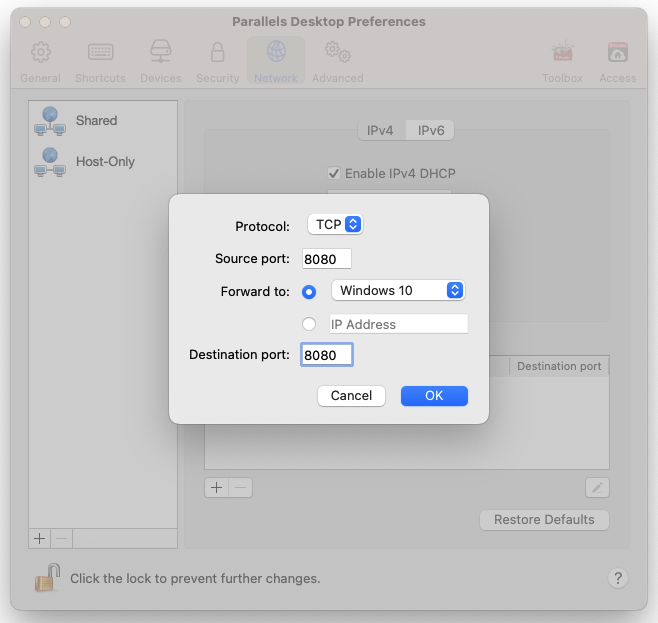 Parallels Desktop Preferences
General Shortcuts Devices Security Network Advanced Toolbox Access
Shared
Host-Only
IPv4 IPv6
Enable IPv4 DHCP
Protocol: TCP
Source port: 8080
Forward to: Windows 10
IP Address
Destination port: 8080
Cancel OK
Destination port
Restore Defaults
Click the lock to prevent further changes.
?